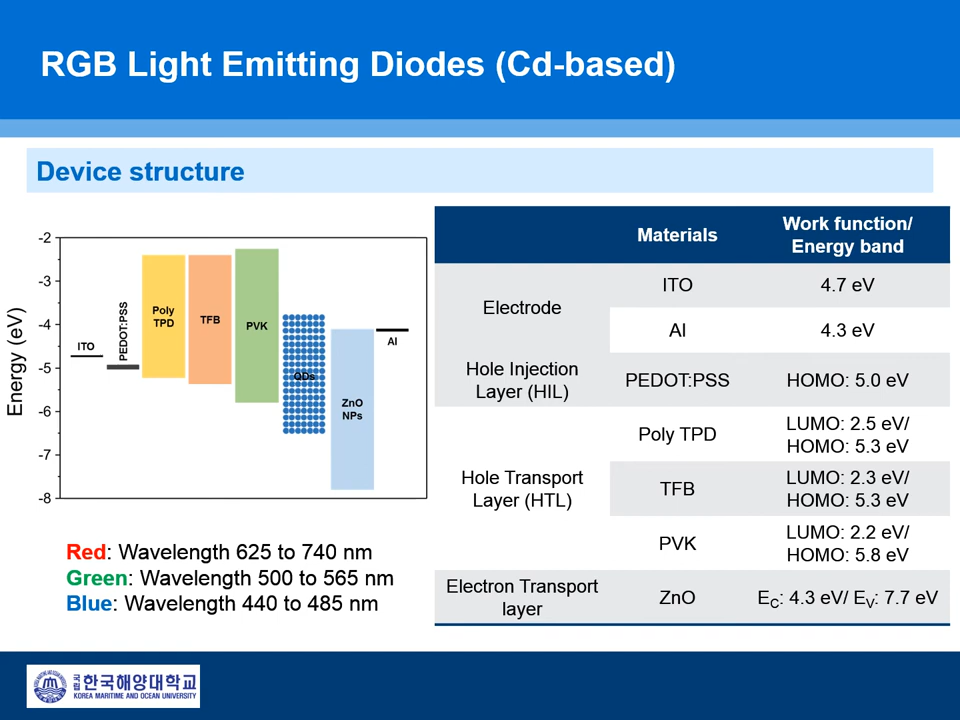 RGB Light Emitting Diodes (Cd-based)
Device structure
Energy (eV)
-2
-3
-4
-5
-6
-7
-8
ITO
PEDOT:PSS
Poly
TPD
TFB
PVK
QDs
ZnO
NPs
Al
Red: Wavelength 625 to 740 nm
Green: Wavelength 500 to 565 nm
Blue: Wavelength 440 to 485 nm
Materials
Work function/
Energy band
Electrode
ITO
4.7 eV
Al
4.3 eV
Hole Injection
Layer (HIL)
PEDOT:PSS
HOMO: 5.0 eV
Hole Transport
Layer (HTL)
Poly TPD
LUMO: 2.5 eV/
HOMO: 5.3 eV
TFB
LUMO: 2.3 eV/
HOMO: 5.3 eV
PVK
LUMO: 2.2 eV/
HOMO: 5.8 eV
Electron Transport
layer
ZnO
EC: 4.3 eV/ EV: 7.7 eV
국립 한국해양대학교
KOREA MARITIME AND OCEAN UNIVERSITY